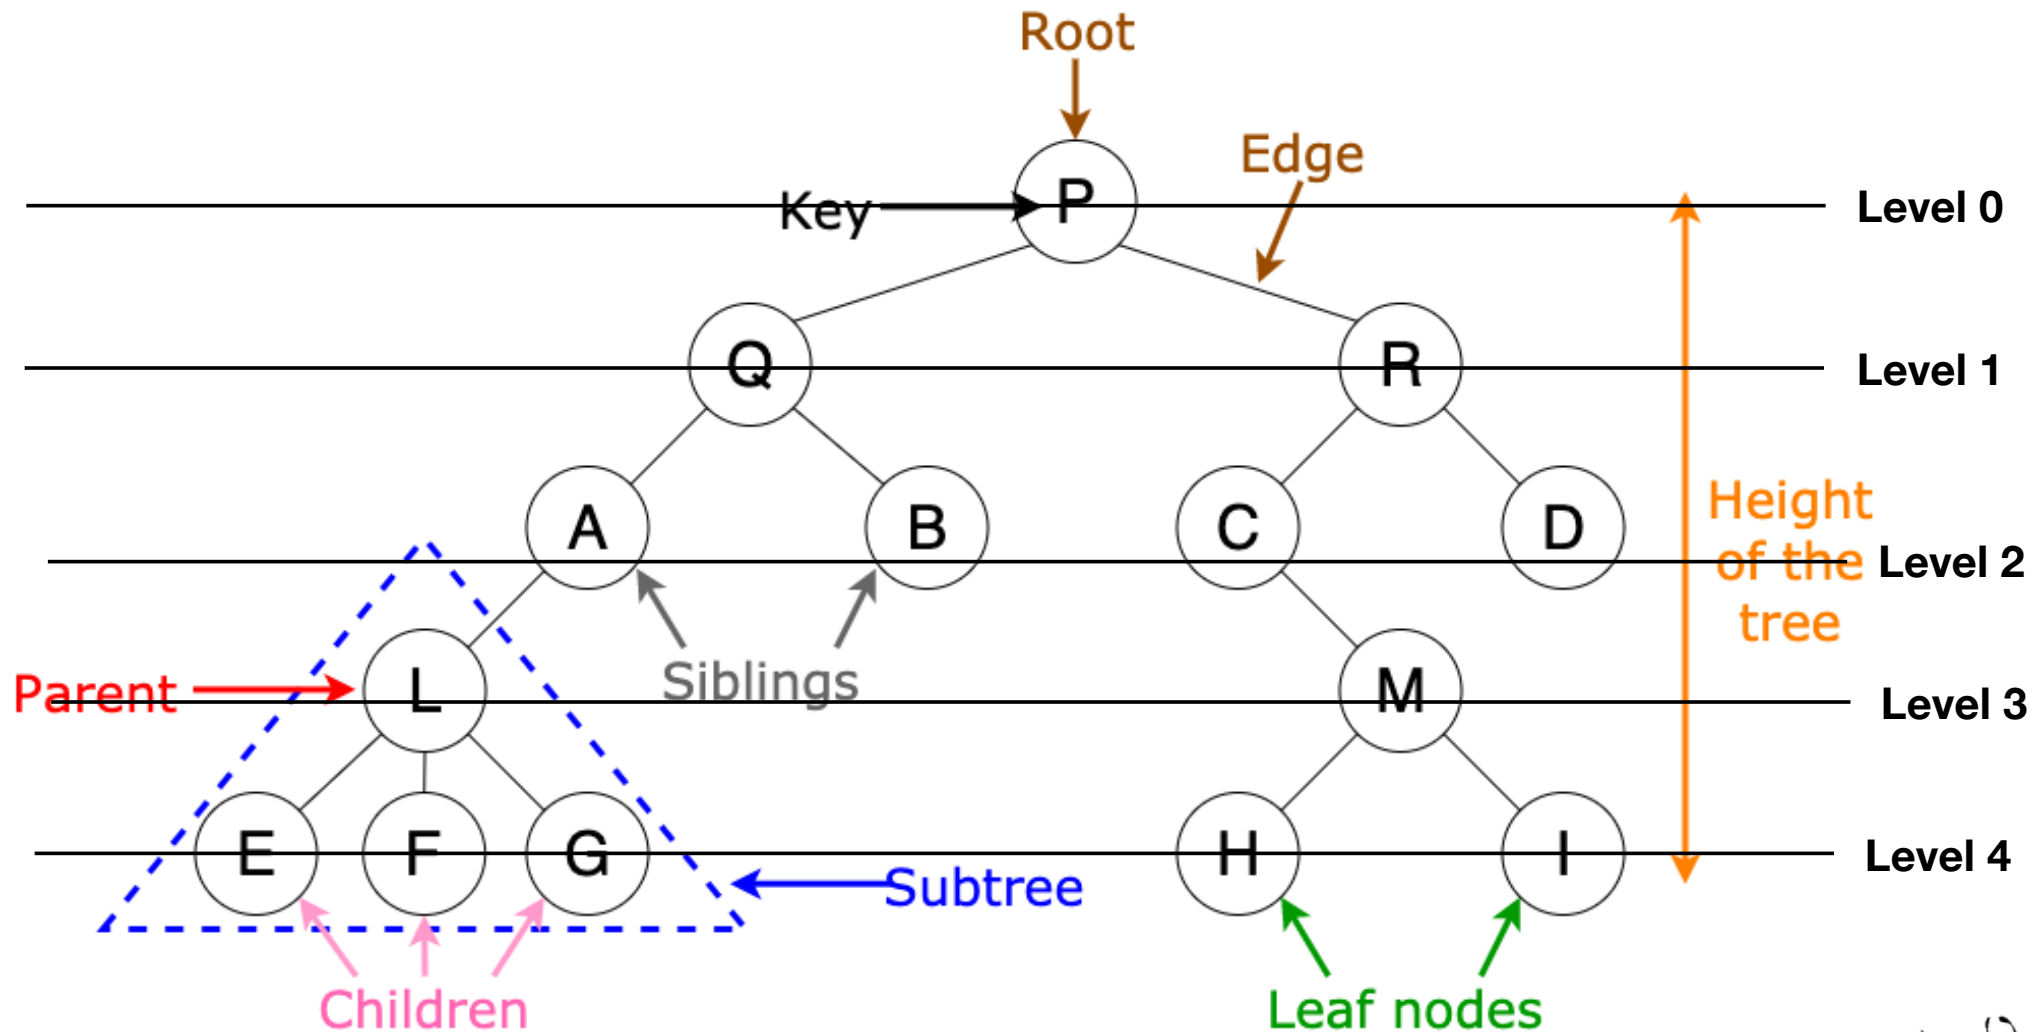 Root
Edge
Key
P
Level 0
Q
R
Level 1
A
B
C
D
Height
of the
tree
Level 2
Parent
L
Siblings
M
Level 3
E
F
G
H
I
Level 4
Subtree
Children
Leaf nodes